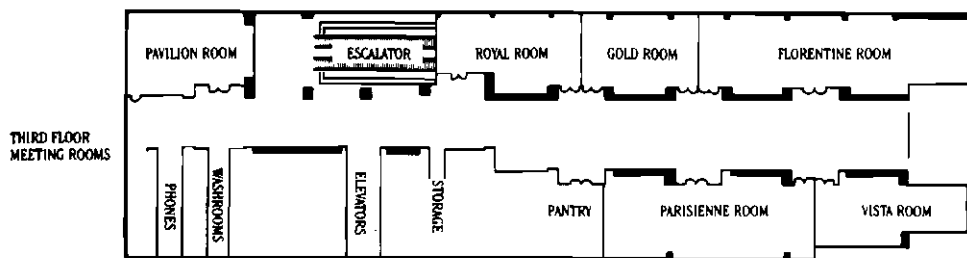 PAVILION ROOM
ESCALATOR
ROYAL ROOM
GOLD ROOM
FLORENTINE ROOM
THIRD FLOOR
MEETING ROOMS
PHONES
WASHROOMS
ELEVATORS
STORAGE
PANTRY
PARISIENNE ROOM
VISTA ROOM